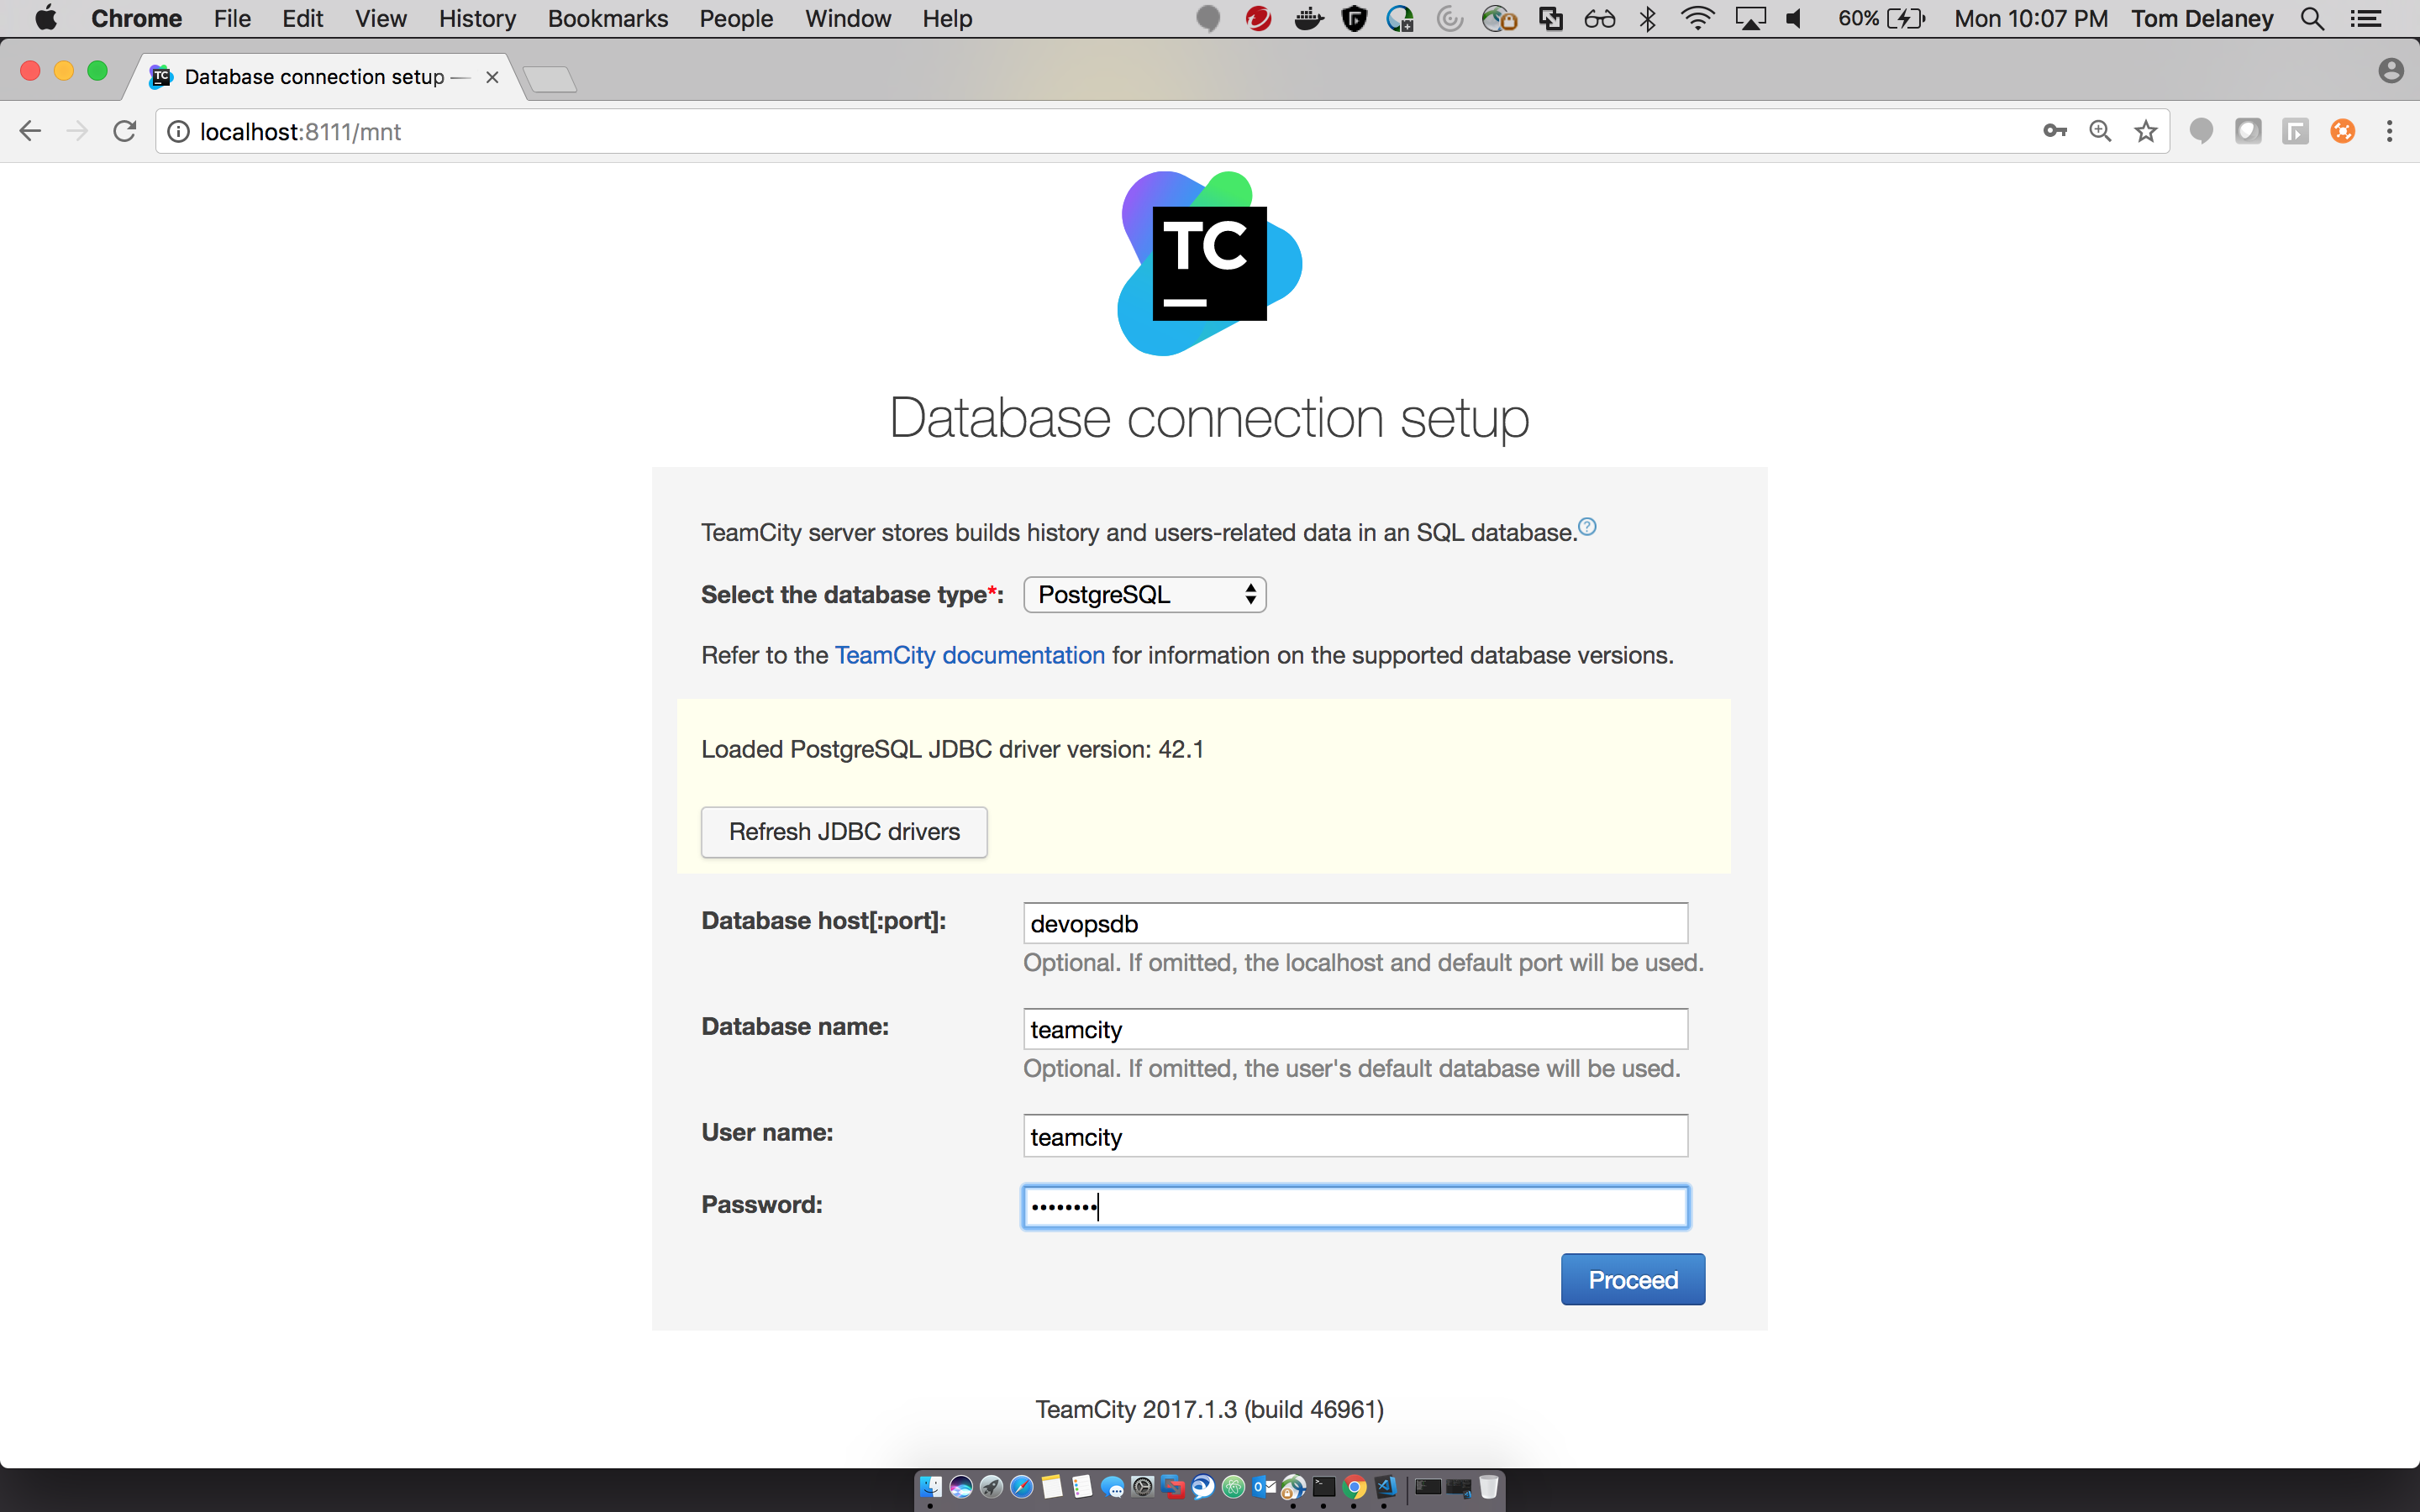 Chrome File Edit View History Bookmarks People Window Help 60% Mon 10:07 PM Tom Delaney
TC Database connection setup —
localhost:8111/mnt
TC
Database connection setup
TeamCity server stores builds history and users-related data in an SQL database. ?
Select the database type*: PostgreSQL
Refer to the TeamCity documentation for information on the supported database versions.
Loaded PostgreSQL JDBC driver version: 42.1
Refresh JDBC drivers
Database host[:port]: devopsdb
Optional. If omitted, the localhost and default port will be used.
Database name: teamcity
Optional. If omitted, the user's default database will be used.
User name: teamcity
Password: ••••••••
Proceed
TeamCity 2017.1.3 (build 46961)